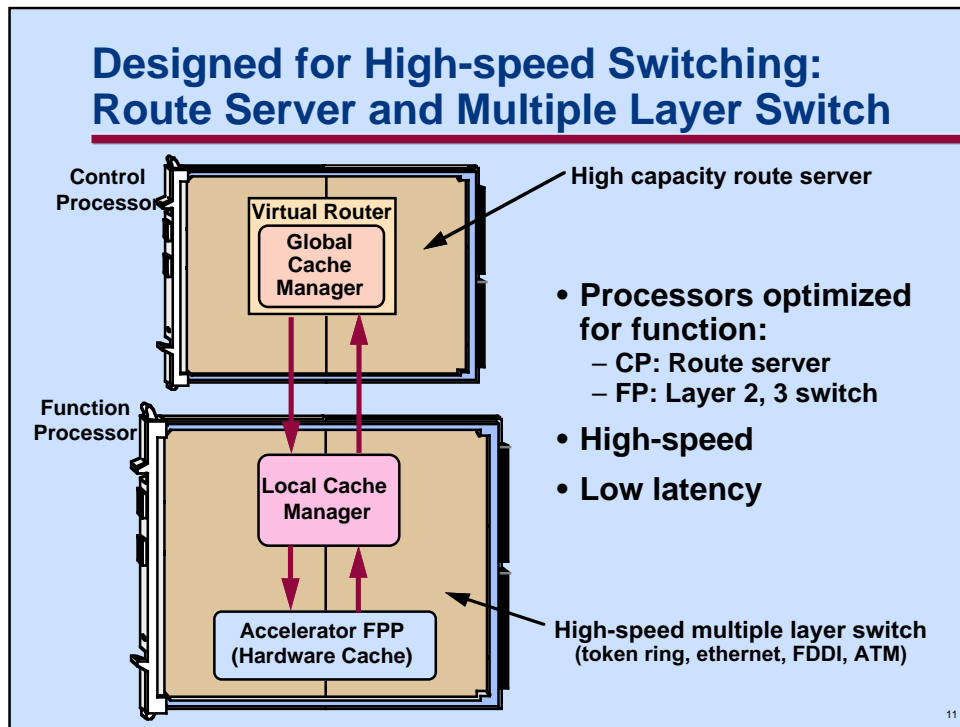 Designed for High-speed Switching:
Route Server and Multiple Layer Switch
Control
Processor
Virtual Router
Global
Cache
Manager
High capacity route server
• Processors optimized
for function:
– CP: Route server
– FP: Layer 2, 3 switch
• High-speed
• Low latency
Function
Processor
Local Cache
Manager
Accelerator FPP
(Hardware Cache)
High-speed multiple layer switch
(token ring, ethernet, FDDI, ATM)
11